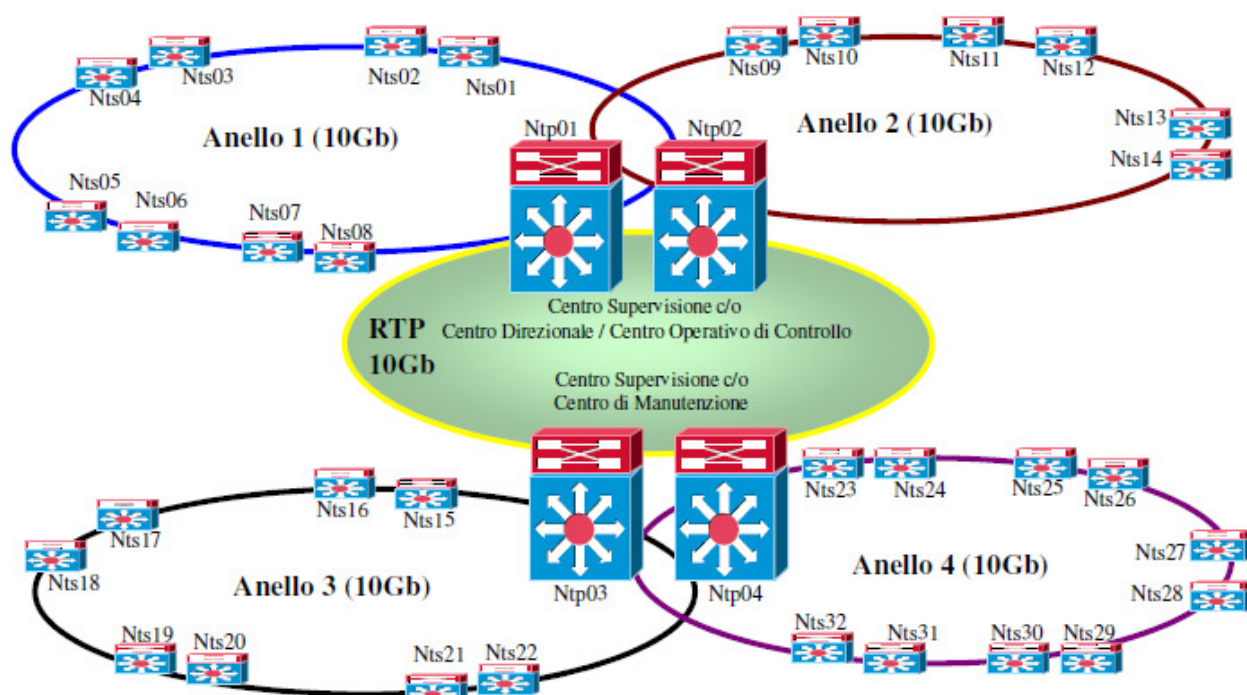 Nts03
Nts02
Nts01
Nts04
Anello 1 (10Gb)
Nts05
Nts06
Nts07
Nts08
Nts09
Nts10
Nts11
Nts12
Anello 2 (10Gb)
Nts13
Nts14
Ntp01
Ntp02
Centro Supervisione c/o
Centro Direzionale / Centro Operativo di Controllo
RTP
10Gb
Centro Supervisione c/o
Centro di Manutenzione
Nts16
Nts15
Nts17
Nts18
Anello 3 (10Gb)
Nts19
Nts20
Nts21
Nts22
Ntp03
Ntp04
Nts23
Nts24
Nts25
Nts26
Nts27
Anello 4 (10Gb)
Nts28
Nts32
Nts31
Nts30
Nts29